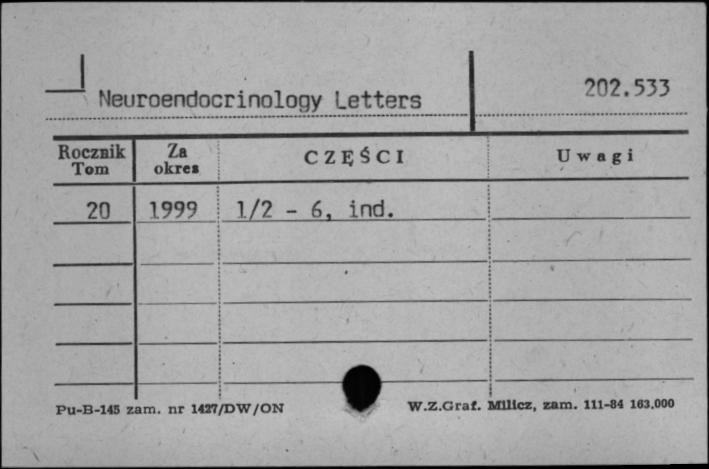 Neuroendocrinology Letters 202.533
Rocznik Tom Za okres CZĘŚCI Uwagi
20 1999 1/2 - 6, ind.
Pu-B-145 zam. nr 1427/DW/ON W.Z.Graf. Milicz, zam. 111-84 163.000